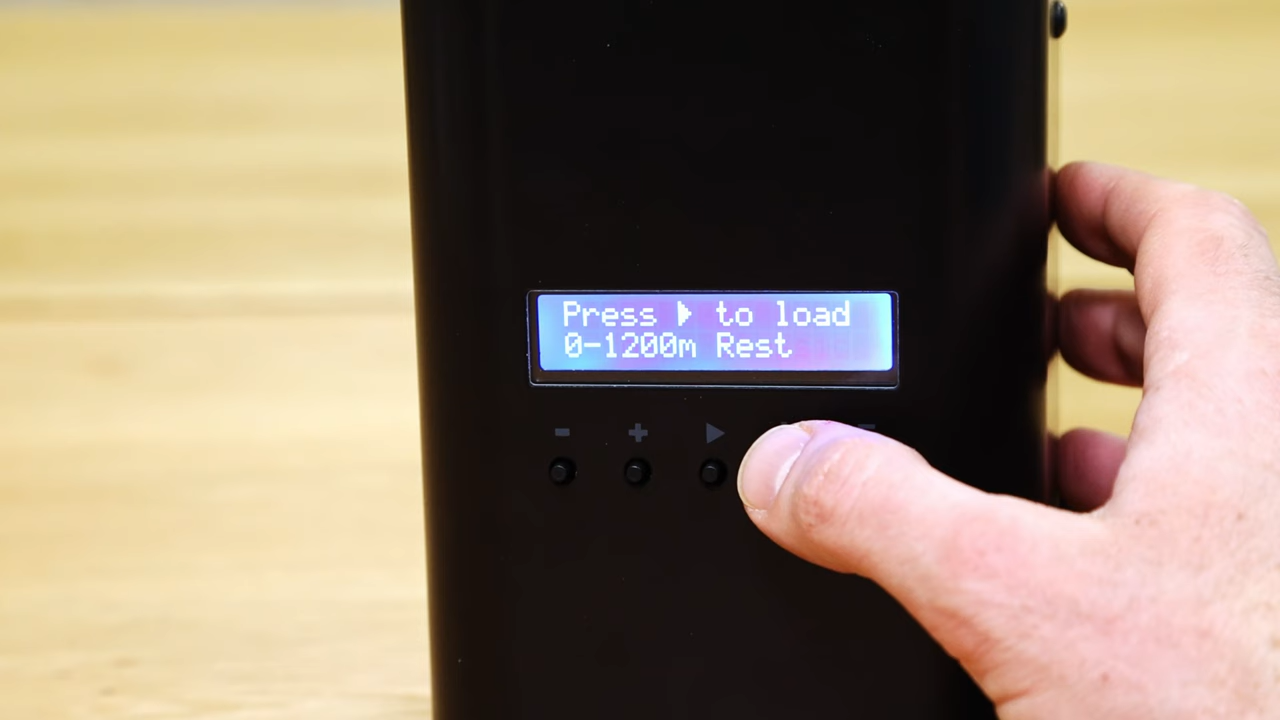 Press ▶ to load
0-1200m Rest
- + ▶